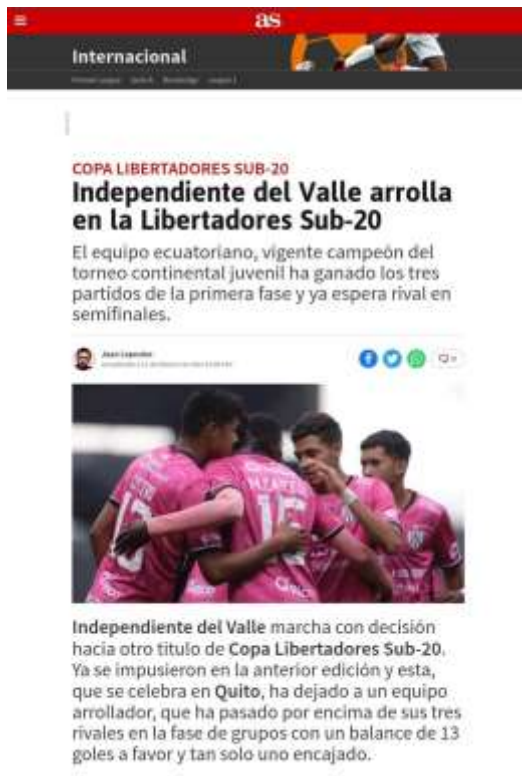 as
Internacional
COPA LIBERTADORES SUB-20
Independiente del Valle arrolla
en la Libertadores Sub-20
El equipo ecuatoriano, vigente campeón del
torneo continental juvenil ha ganado los tres
partidos de la primera fase y ya espera rival en
semifinales.
15
Independiente del Valle marcha con decisión
hacia otro titulo de Copa Libertadores Sub-20.
Ya se impusieron en la anterior edición y esta,
que se celebra en Quito, ha dejado a un equipo
arrollador, que ha pasado por encima de sus tres
rivales en la fase de grupos con un balance de 13
goles a favor y tan solo uno encajado.